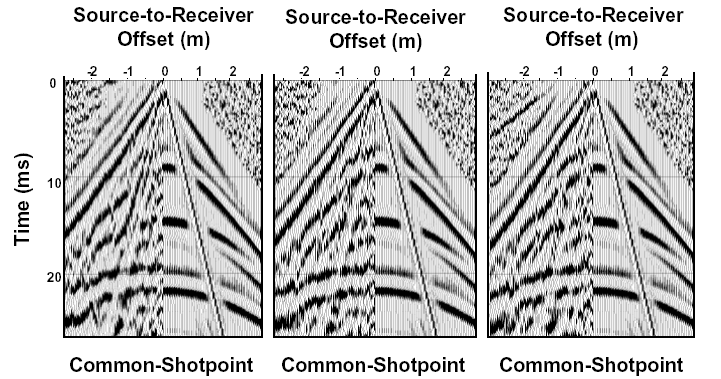 Source-to-Receiver
Offset (m)
Source-to-Receiver
Offset (m)
Source-to-Receiver
Offset (m)
-2 -1 0 1 2
-2 -1 0 1 2
-2 -1 0 1 2
0
10
20
Time (ms)
Common-Shotpoint
Common-Shotpoint
Common-Shotpoint